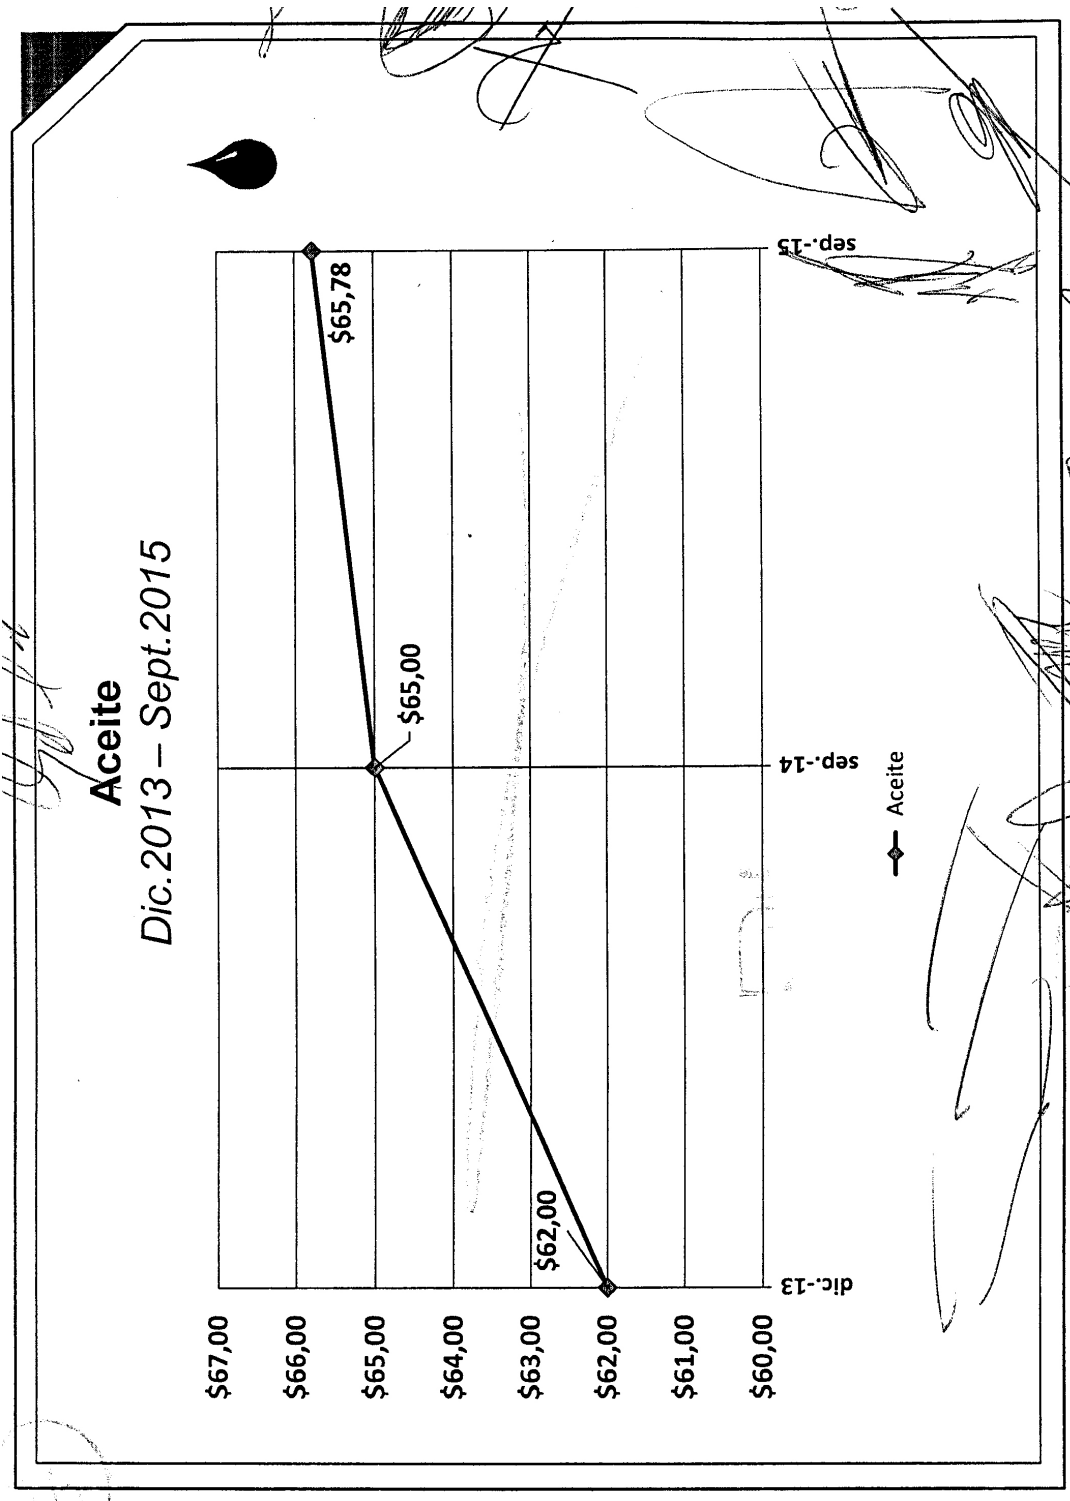 Aceite
Dic.2013 – Sept.2015
$67,00
$66,00
$65,00
$64,00
$63,00
$62,00
$61,00
$60,00
$62,00
$65,00
$65,78
dic.-13
sep.-14
sep.-15
Aceite